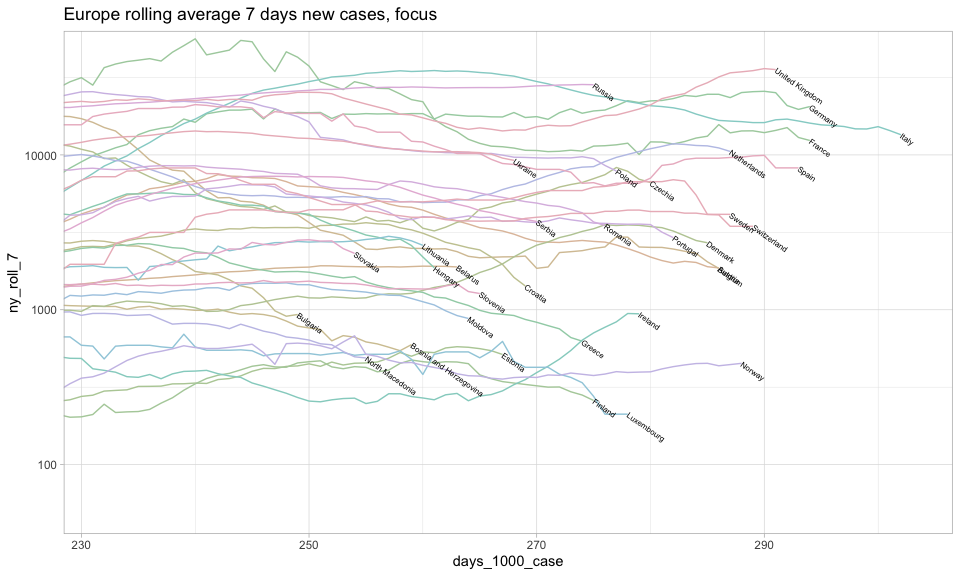 Europe rolling average 7 days new cases, focus
ny_roll_7
10000
1000
100
United Kingdom
Russia
Germany
Italy
France
Ukraine
Netherlands
Spain
Poland
Czech
Sweden
Switzerland
Serbia
Romania
Portugal
Denmark
Lithuania
Slovakia
Belarus
Hungary
Croatia
Slovenia
Bulgaria
Moldova
Ireland
Greece
Bosnia and Herzegovina
Estonia
North Macedonia
Norway
Finland
Luxembourg
230
250
270
290
days_1000_case